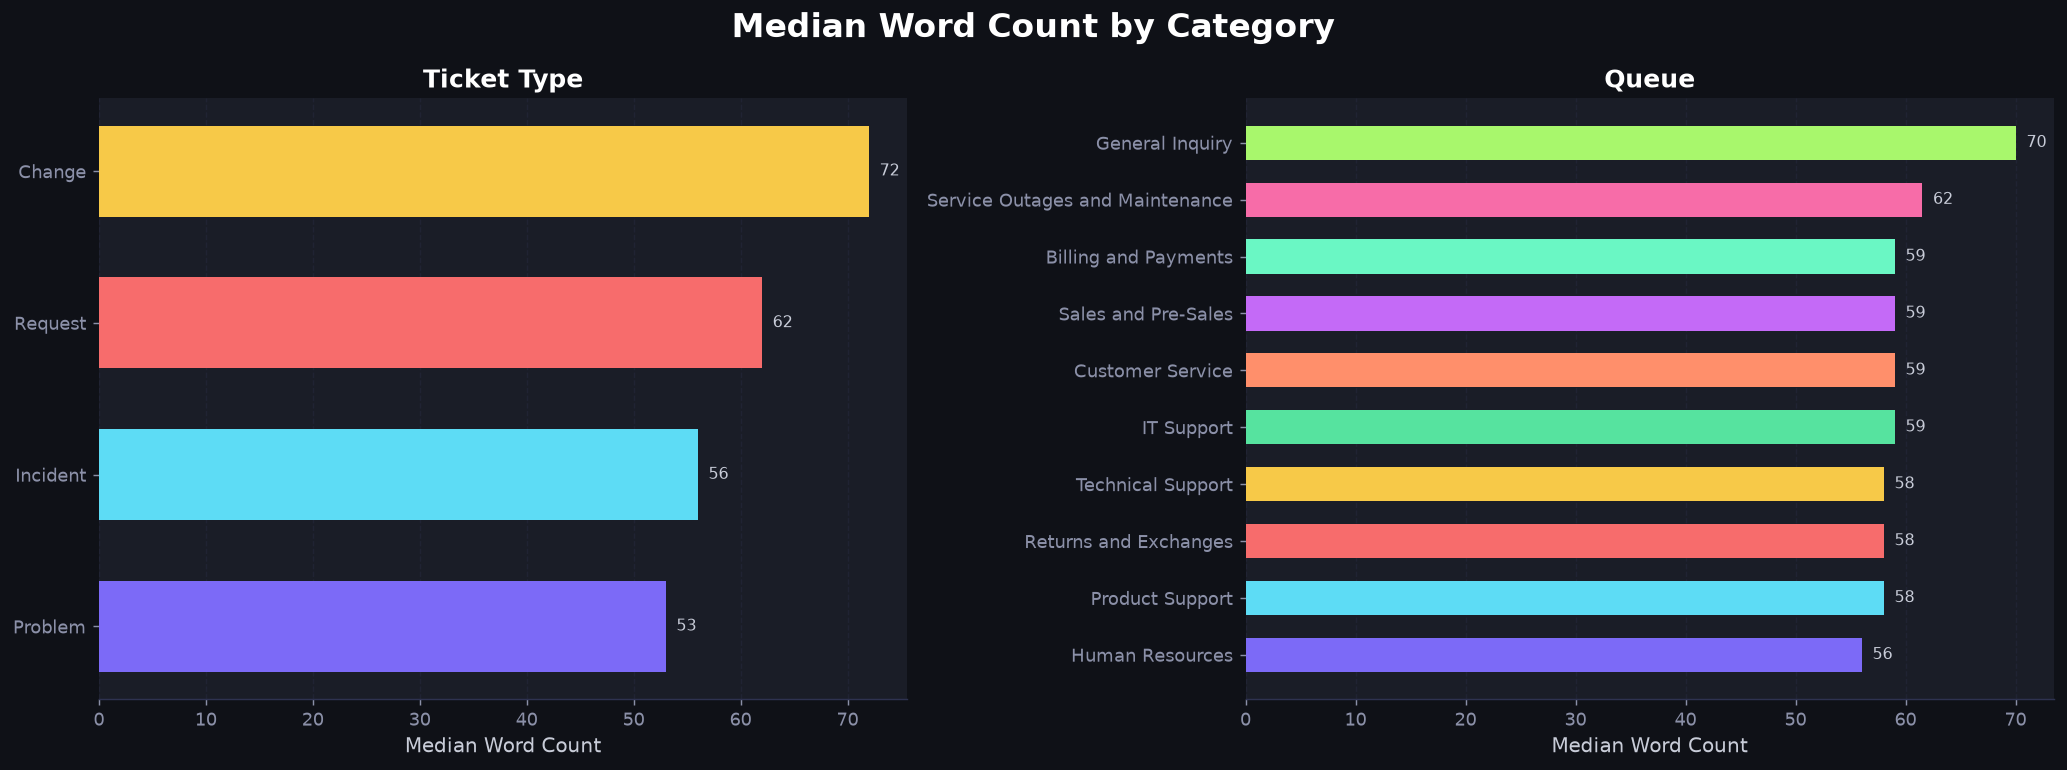 Median Word Count by Category
Ticket Type
Change
72
Request
62
Incident
56
Problem
53
0 10 20 30 40 50 60 70
Median Word Count
Queue
General Inquiry
70
Service Outages and Maintenance
62
Billing and Payments
59
Sales and Pre-Sales
59
Customer Service
59
IT Support
59
Technical Support
58
Returns and Exchanges
58
Product Support
58
Human Resources
56
0 10 20 30 40 50 60 70
Median Word Count